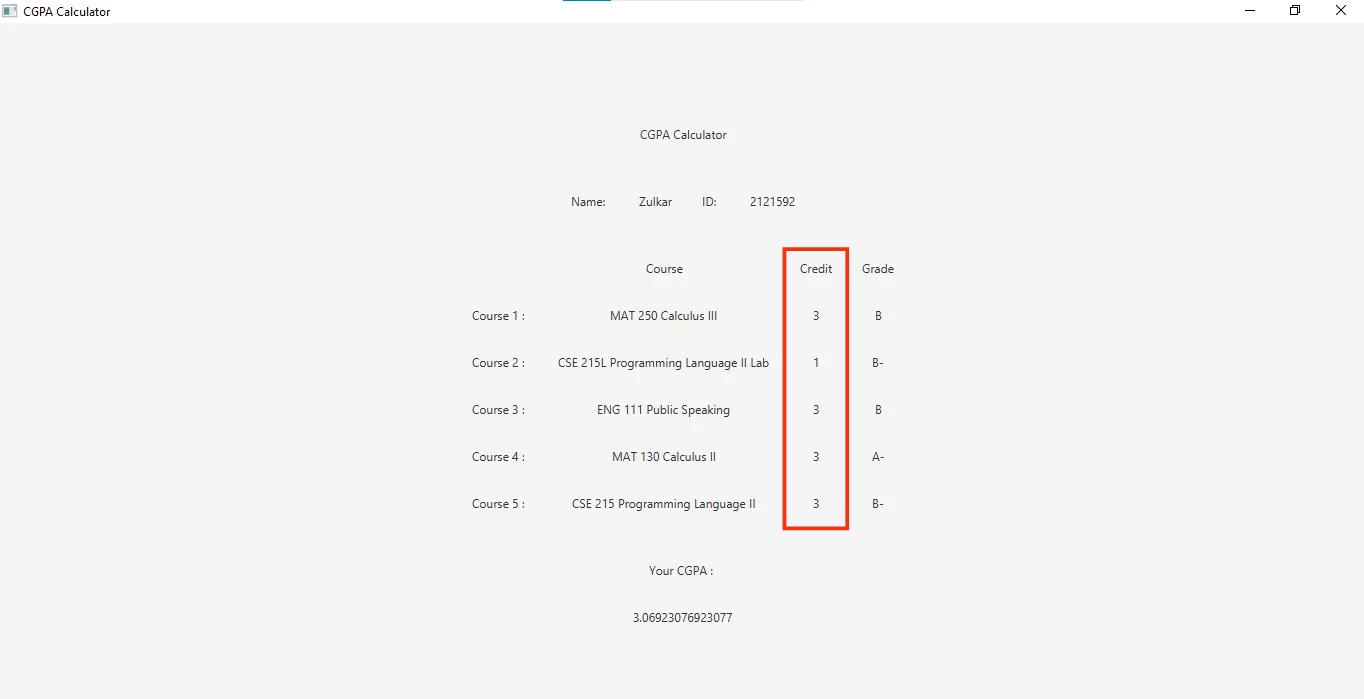 CGPA Calculator
CGPA Calculator
Name: Zulkar ID: 2121592
Course Credit Grade
Course 1 : MAT 250 Calculus III 3 B
Course 2 : CSE 215L Programming Language II Lab 1 B-
Course 3 : ENG 111 Public Speaking 3 B
Course 4 : MAT 130 Calculus II 3 A-
Course 5 : CSE 215 Programming Language II 3 B-
Your CGPA :
3.06923076923077